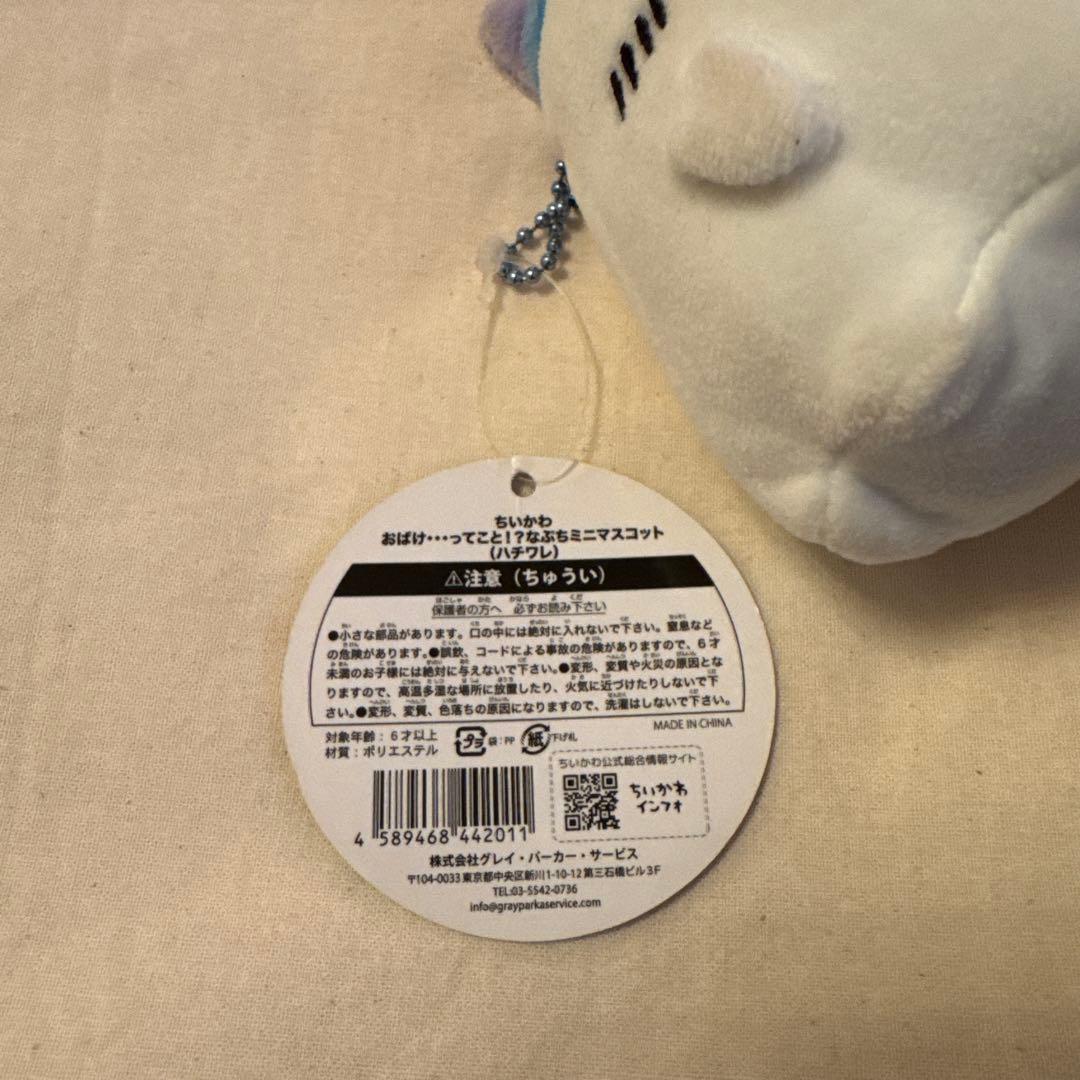 ちいかわ
おばけ・・・ってこと!?なぷちミニマスコット
(ハチワレ)
⚠注意(ちゅうい)
保護者の方へ 必ずお読み下さい
●小さな部品があります。口の中には絶対に入れないで下さい。窒息など
の危険があります。●誤飲、コードによる事故の危険がありますので、6才
未満のお子様には絶対に与えないで下さい。●変形、変質や火災の原因とな
りますので、高温多湿な場所に放置したり、火気に近づけたりしないで下
さい。●変形、変質、色落ちの原因になりますので、洗濯はしないで下さい。
MADE IN CHINA
対象年齢:6才以上
材質:ポリエステル
プラ 袋:PP 紙 下げ札
ちいかわ公式総合情報サイト
ちいかわ
インフォ
4 589468 442011
株式会社グレイ・パーカー・サービス
〒104-0033 東京都中央区新川1-10-12 第三石橋ビル3F
TEL:03-5542-0736
info@grayparkaservice.com